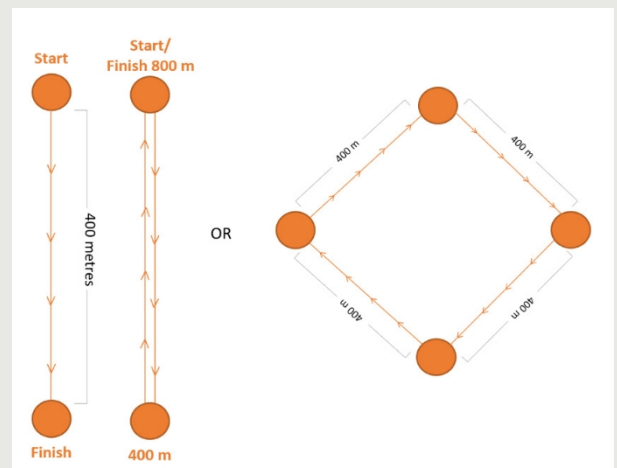 Start
Start/
Finish 800 m
400 metres
Finish
400 m
OR
400 m
400 m
400 m
400 m